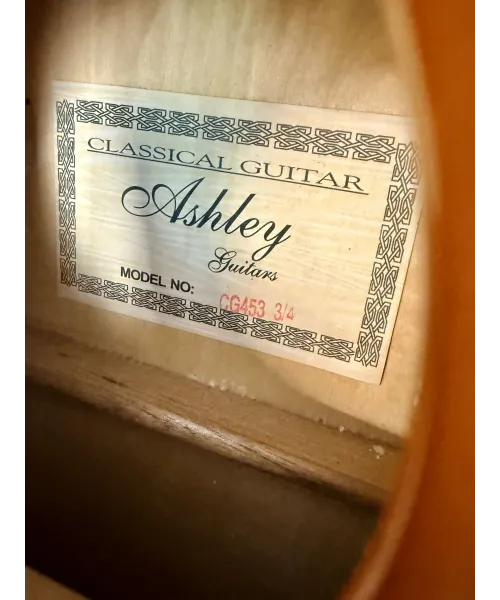 CLASSICAL GUITAR
Ashley
Guitars
MODEL NO: CG453 3/4